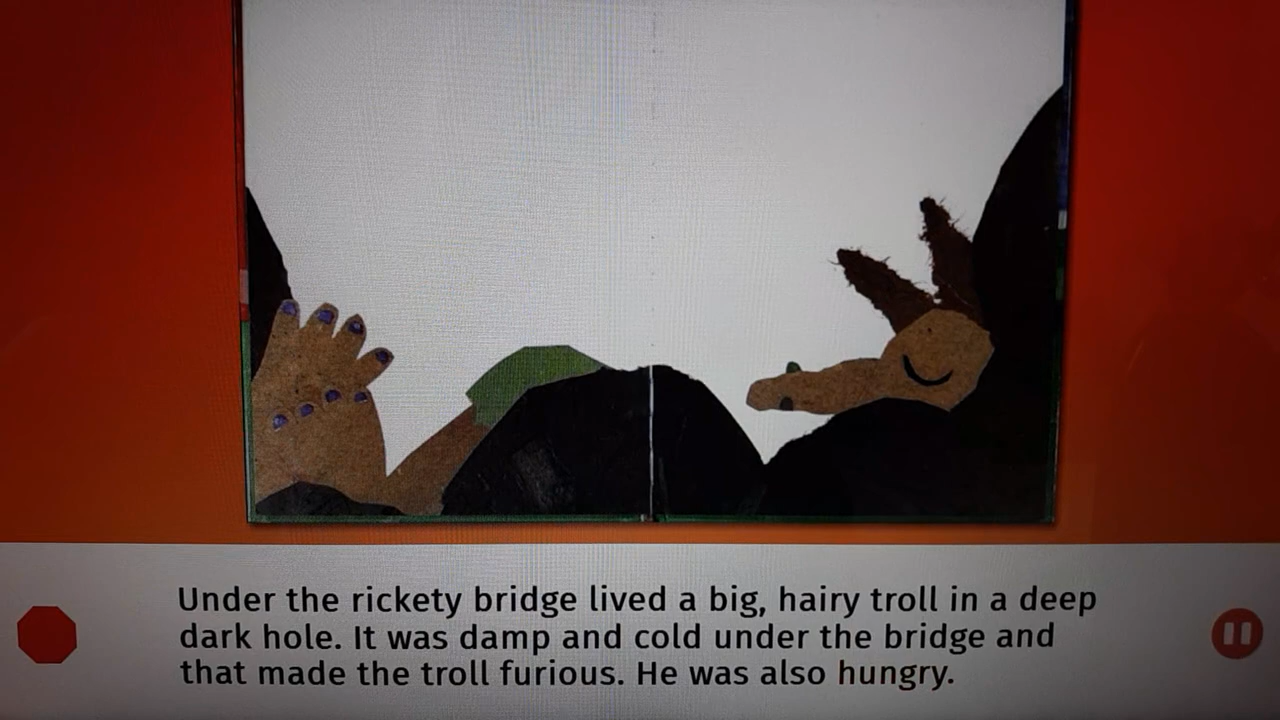 Under the rickety bridge lived a big, hairy troll in a deep
dark hole. It was damp and cold under the bridge and
that made the troll furious. He was also hungry.